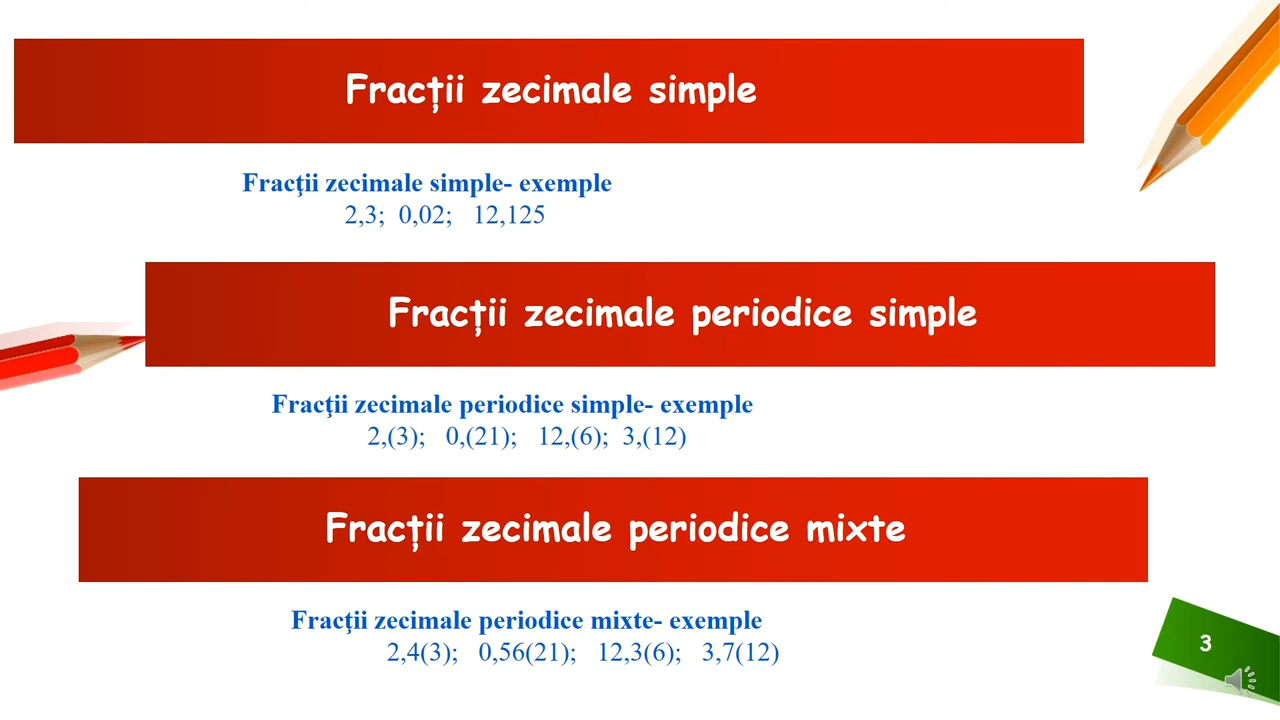 Fracții zecimale simple
Fracţii zecimale simple- exemple
2,3; 0,02; 12,125
Fracții zecimale periodice simple
Fracţii zecimale periodice simple- exemple
2,(3); 0,(21); 12,(6); 3,(12)
Fracții zecimale periodice mixte
Fracţii zecimale periodice mixte- exemple
2,4(3); 0,56(21); 12,3(6); 3,7(12)
3